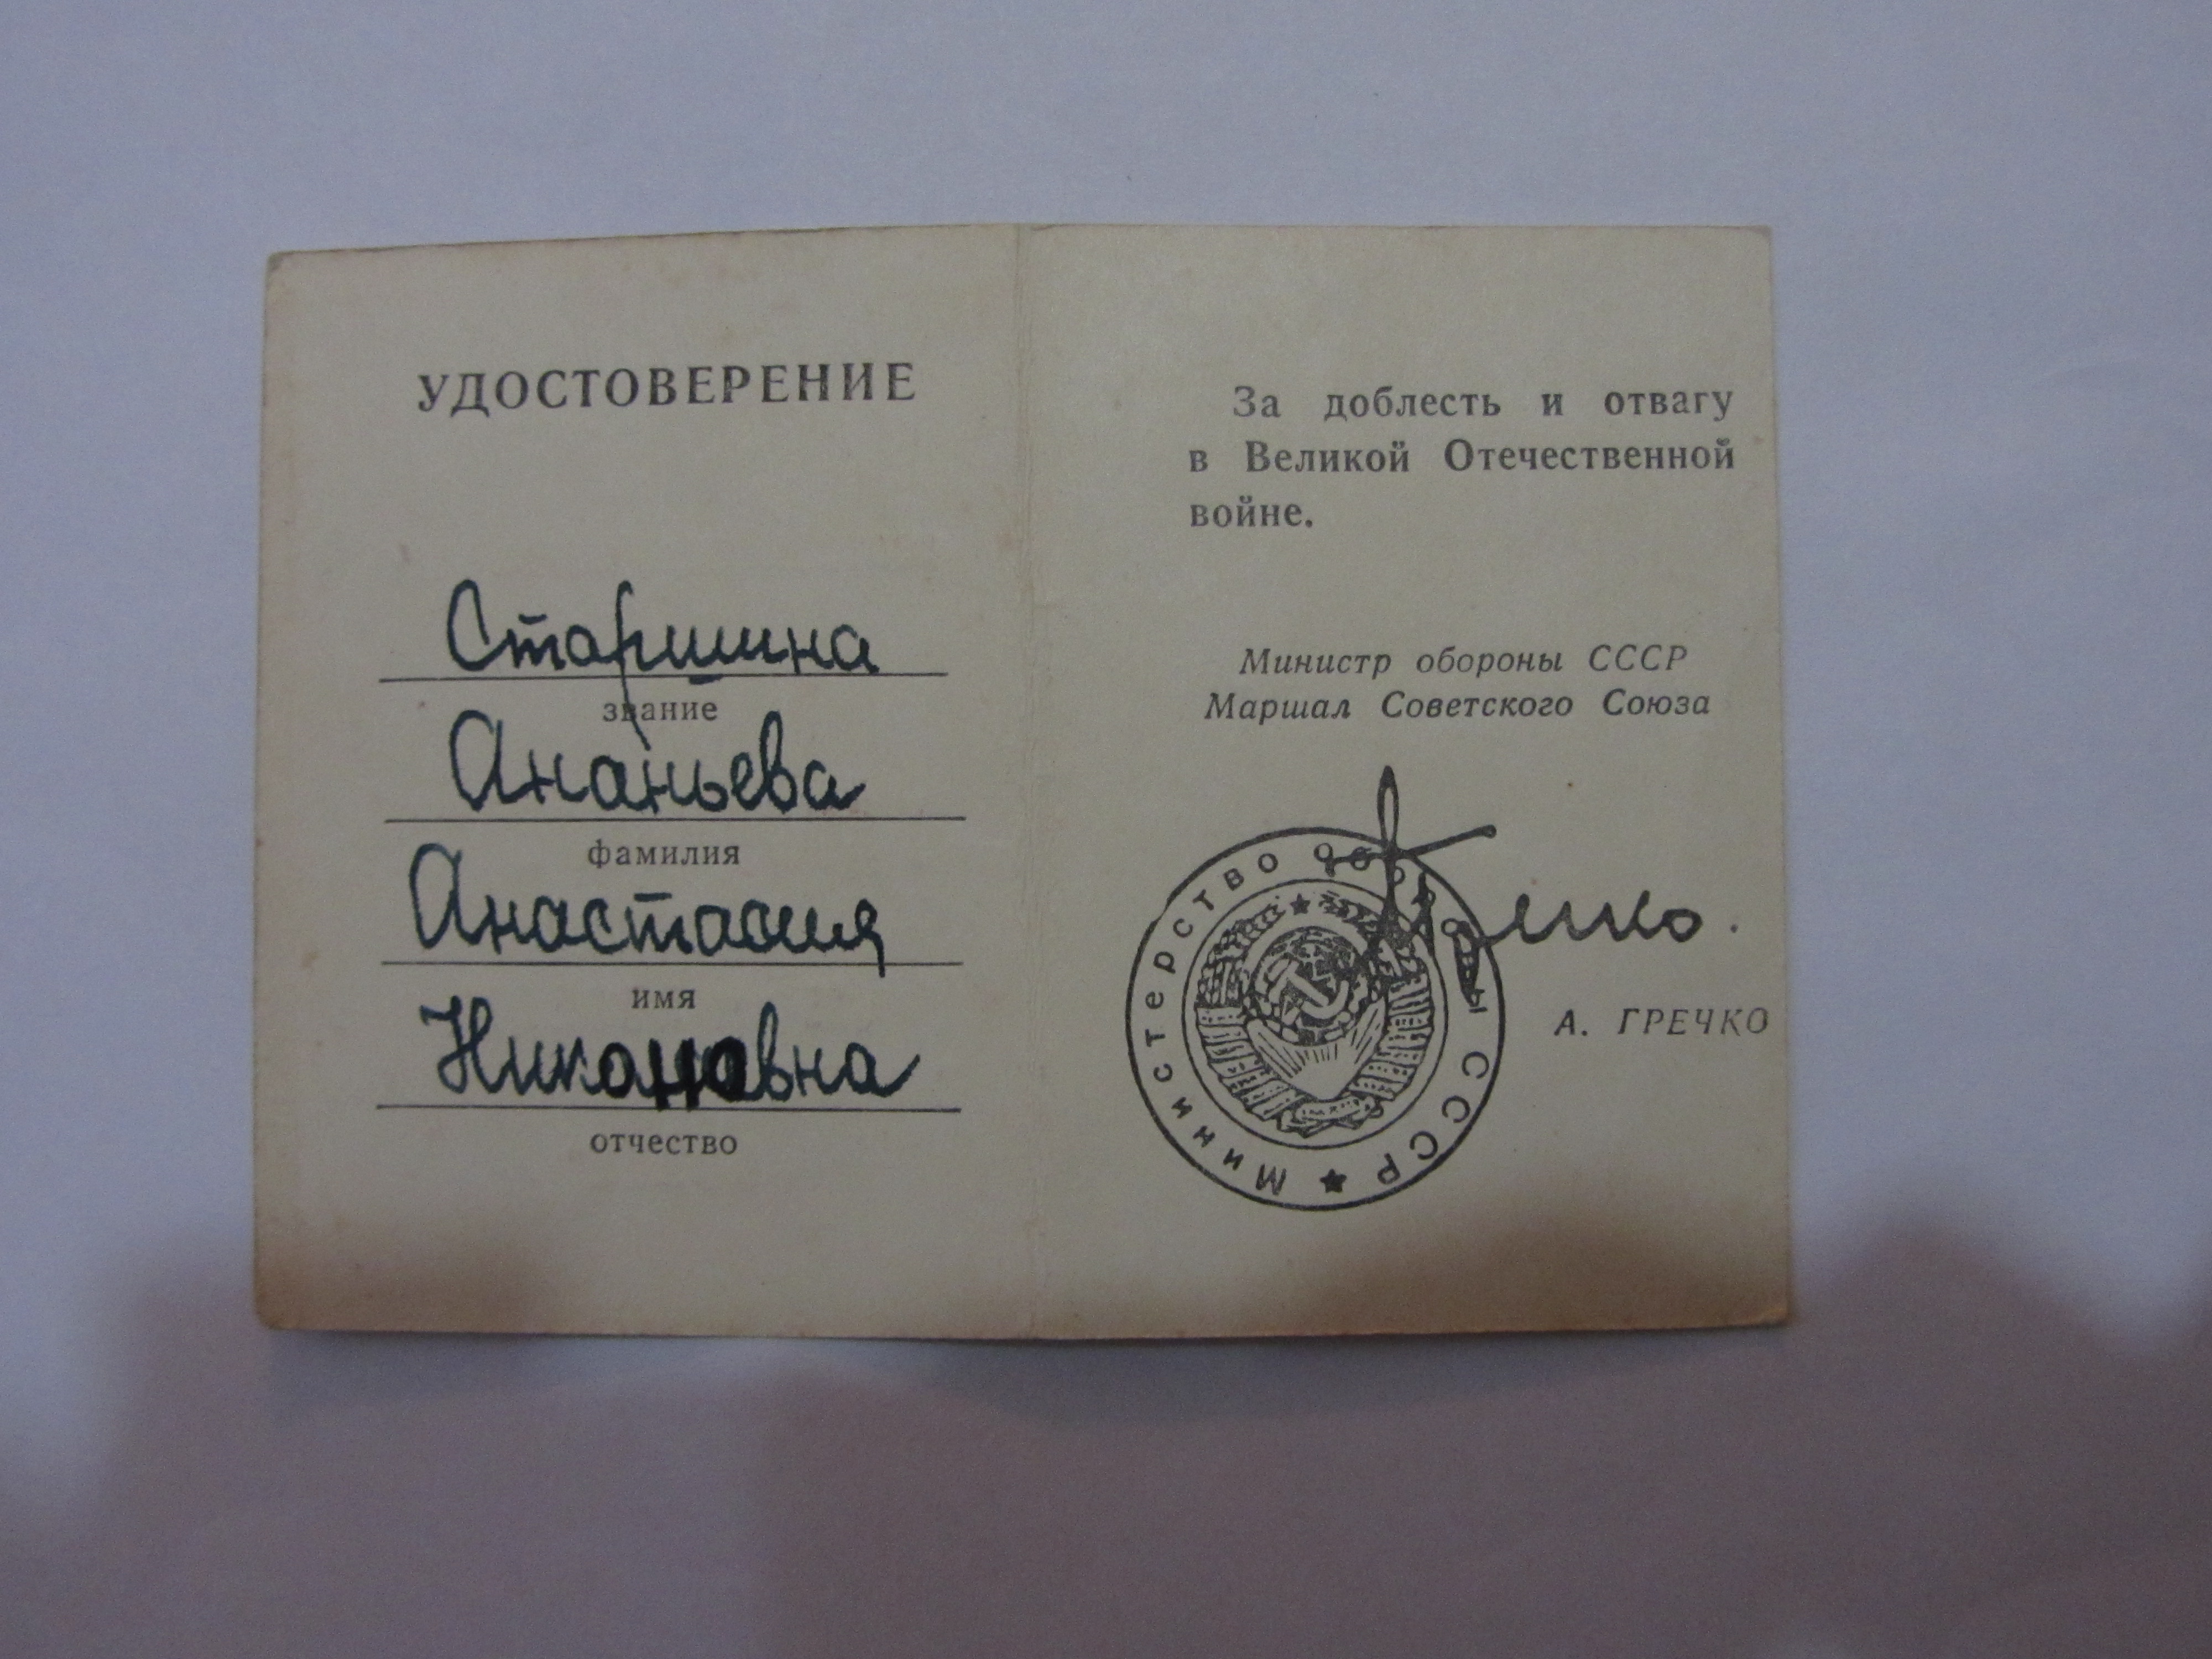 УДОСТОВЕРЕНИЕ
Старшина
звание
Ананьева
фамилия
Анастасия
имя
Никоновна
отчество
За доблесть и отвагу
в Великой Отечественной
войне.
Министр обороны СССР
Маршал Советского Союза
А. ГРЕЧКО
Министерство обороны СССР